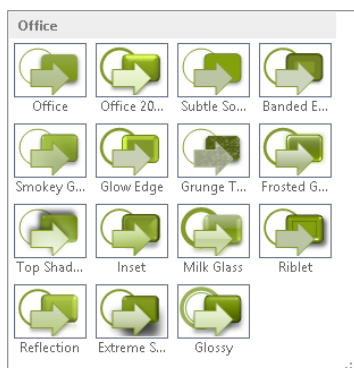 Office
Office Office 20... Subtle So... Banded E...
Smokey G... Glow Edge Grunge T... Frosted G...
Top Shad... Inset Milk Glass Riblet
Reflection Extreme S... Glossy